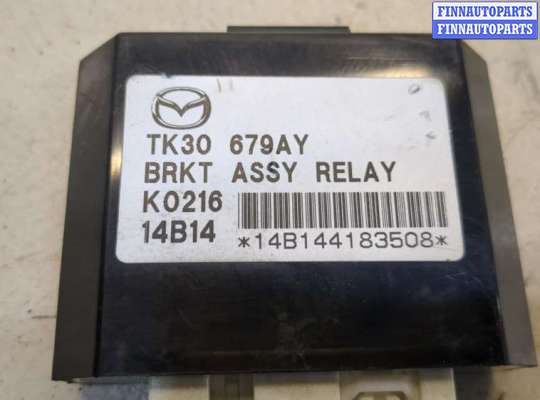 FINNAUTOPARTS
FINNAUTOPARTS
TK30 679AY
BRKT ASSY RELAY
K0216
14B14 *14B144183508*